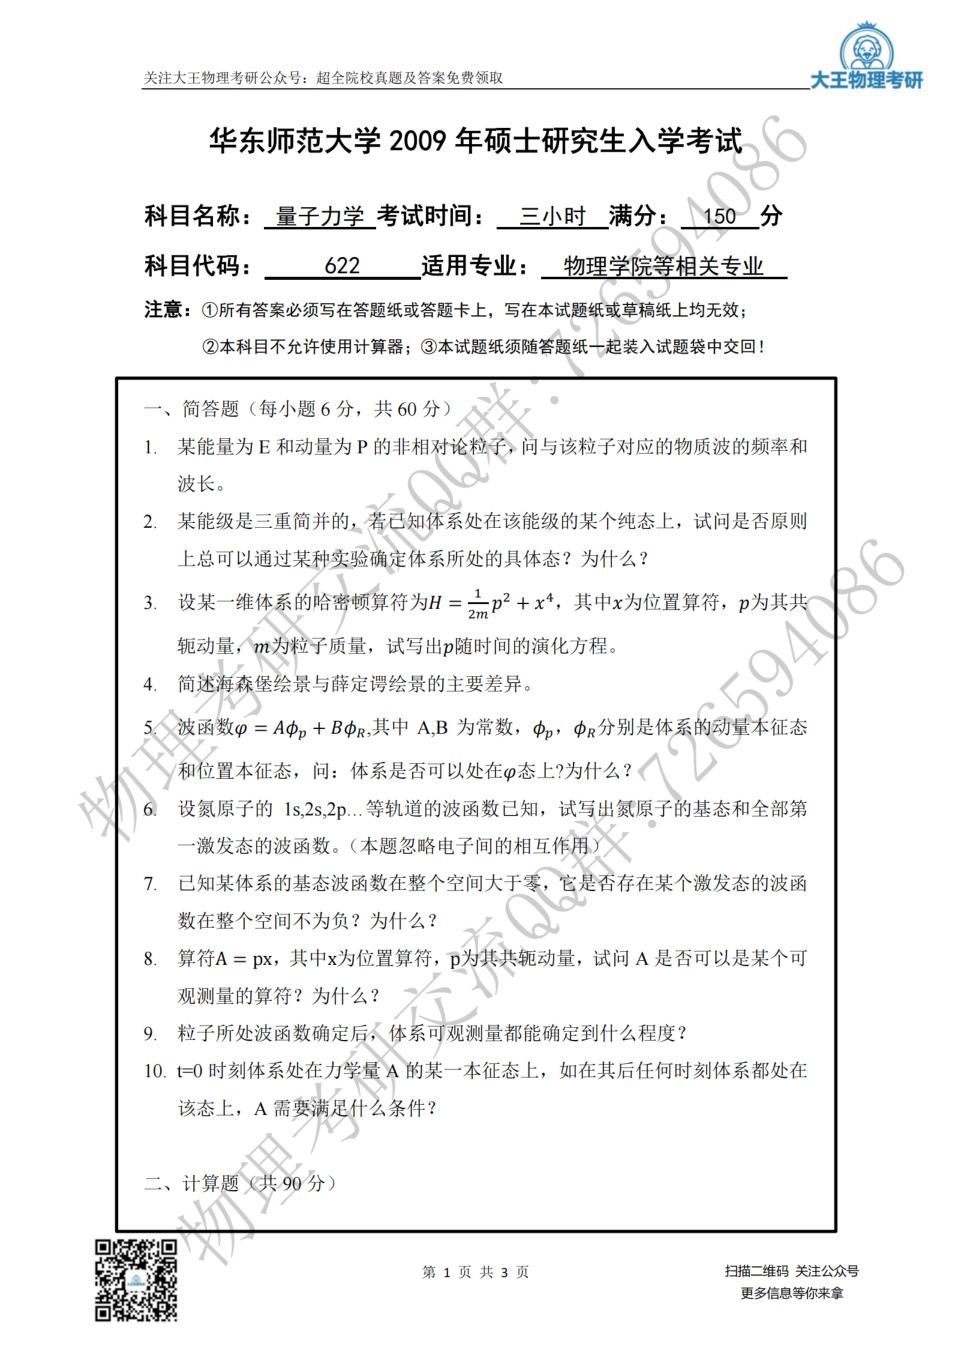 关注大王物理考研公众号：超全院校真题及答案免费领取
大王物理考研
华东师范大学 2009 年硕士研究生入学考试
科目名称： 量子力学 考试时间： 三小时 满分： 150 分
科目代码： 622 适用专业： 物理学院等相关专业
注意：①所有答案必须写在答题纸或答题卡上，写在本试题纸或草稿纸上均无效；
②本科目不允许使用计算器；③本试题纸须随答题纸一起装入试题袋中交回！
一、简答题（每小题 6 分，共 60 分）
1. 某能量为 E 和动量为 P 的非相对论粒子，问与该粒子对应的物质波的频率和
波长。
2. 某能级是三重简并的，若已知体系处在该能级的某个纯态上，试问是否原则
上总可以通过某种实验确定体系所处的具体态？为什么？
3. 设某一维体系的哈密顿算符为𝐻 = 1/2𝑚 𝑝² + 𝑥⁴，其中𝑥为位置算符，𝑝为其共
轭动量，𝑚为粒子质量，试写出𝑝随时间的演化方程。
4. 简述海森堡绘景与薛定谔绘景的主要差异。
5. 波函数φ = Aϕₚ + Bϕ_R,其中 A,B 为常数，ϕₚ，ϕ_R分别是体系的动量本征态
和位置本征态，问：体系是否可以处在φ态上?为什么？
6. 设氮原子的 1s,2s,2p…等轨道的波函数已知，试写出氮原子的基态和全部第
一激发态的波函数。（本题忽略电子间的相互作用）
7. 已知某体系的基态波函数在整个空间大于零，它是否存在某个激发态的波函
数在整个空间不为负？为什么？
8. 算符A = px，其中x为位置算符，p为其共轭动量，试问 A 是否可以是某个可
观测量的算符？为什么？
9. 粒子所处波函数确定后，体系可观测量都能确定到什么程度？
10. t=0 时刻体系处在力学量 A 的某一本征态上，如在其后任何时刻体系都处在
该态上，A 需要满足什么条件？
二、计算题（共 90 分）
物理考研交流QQ群：726594086
物理考研交流QQ群：726594086
第 1 页 共 3 页
扫描二维码 关注公众号
更多信息等你来拿